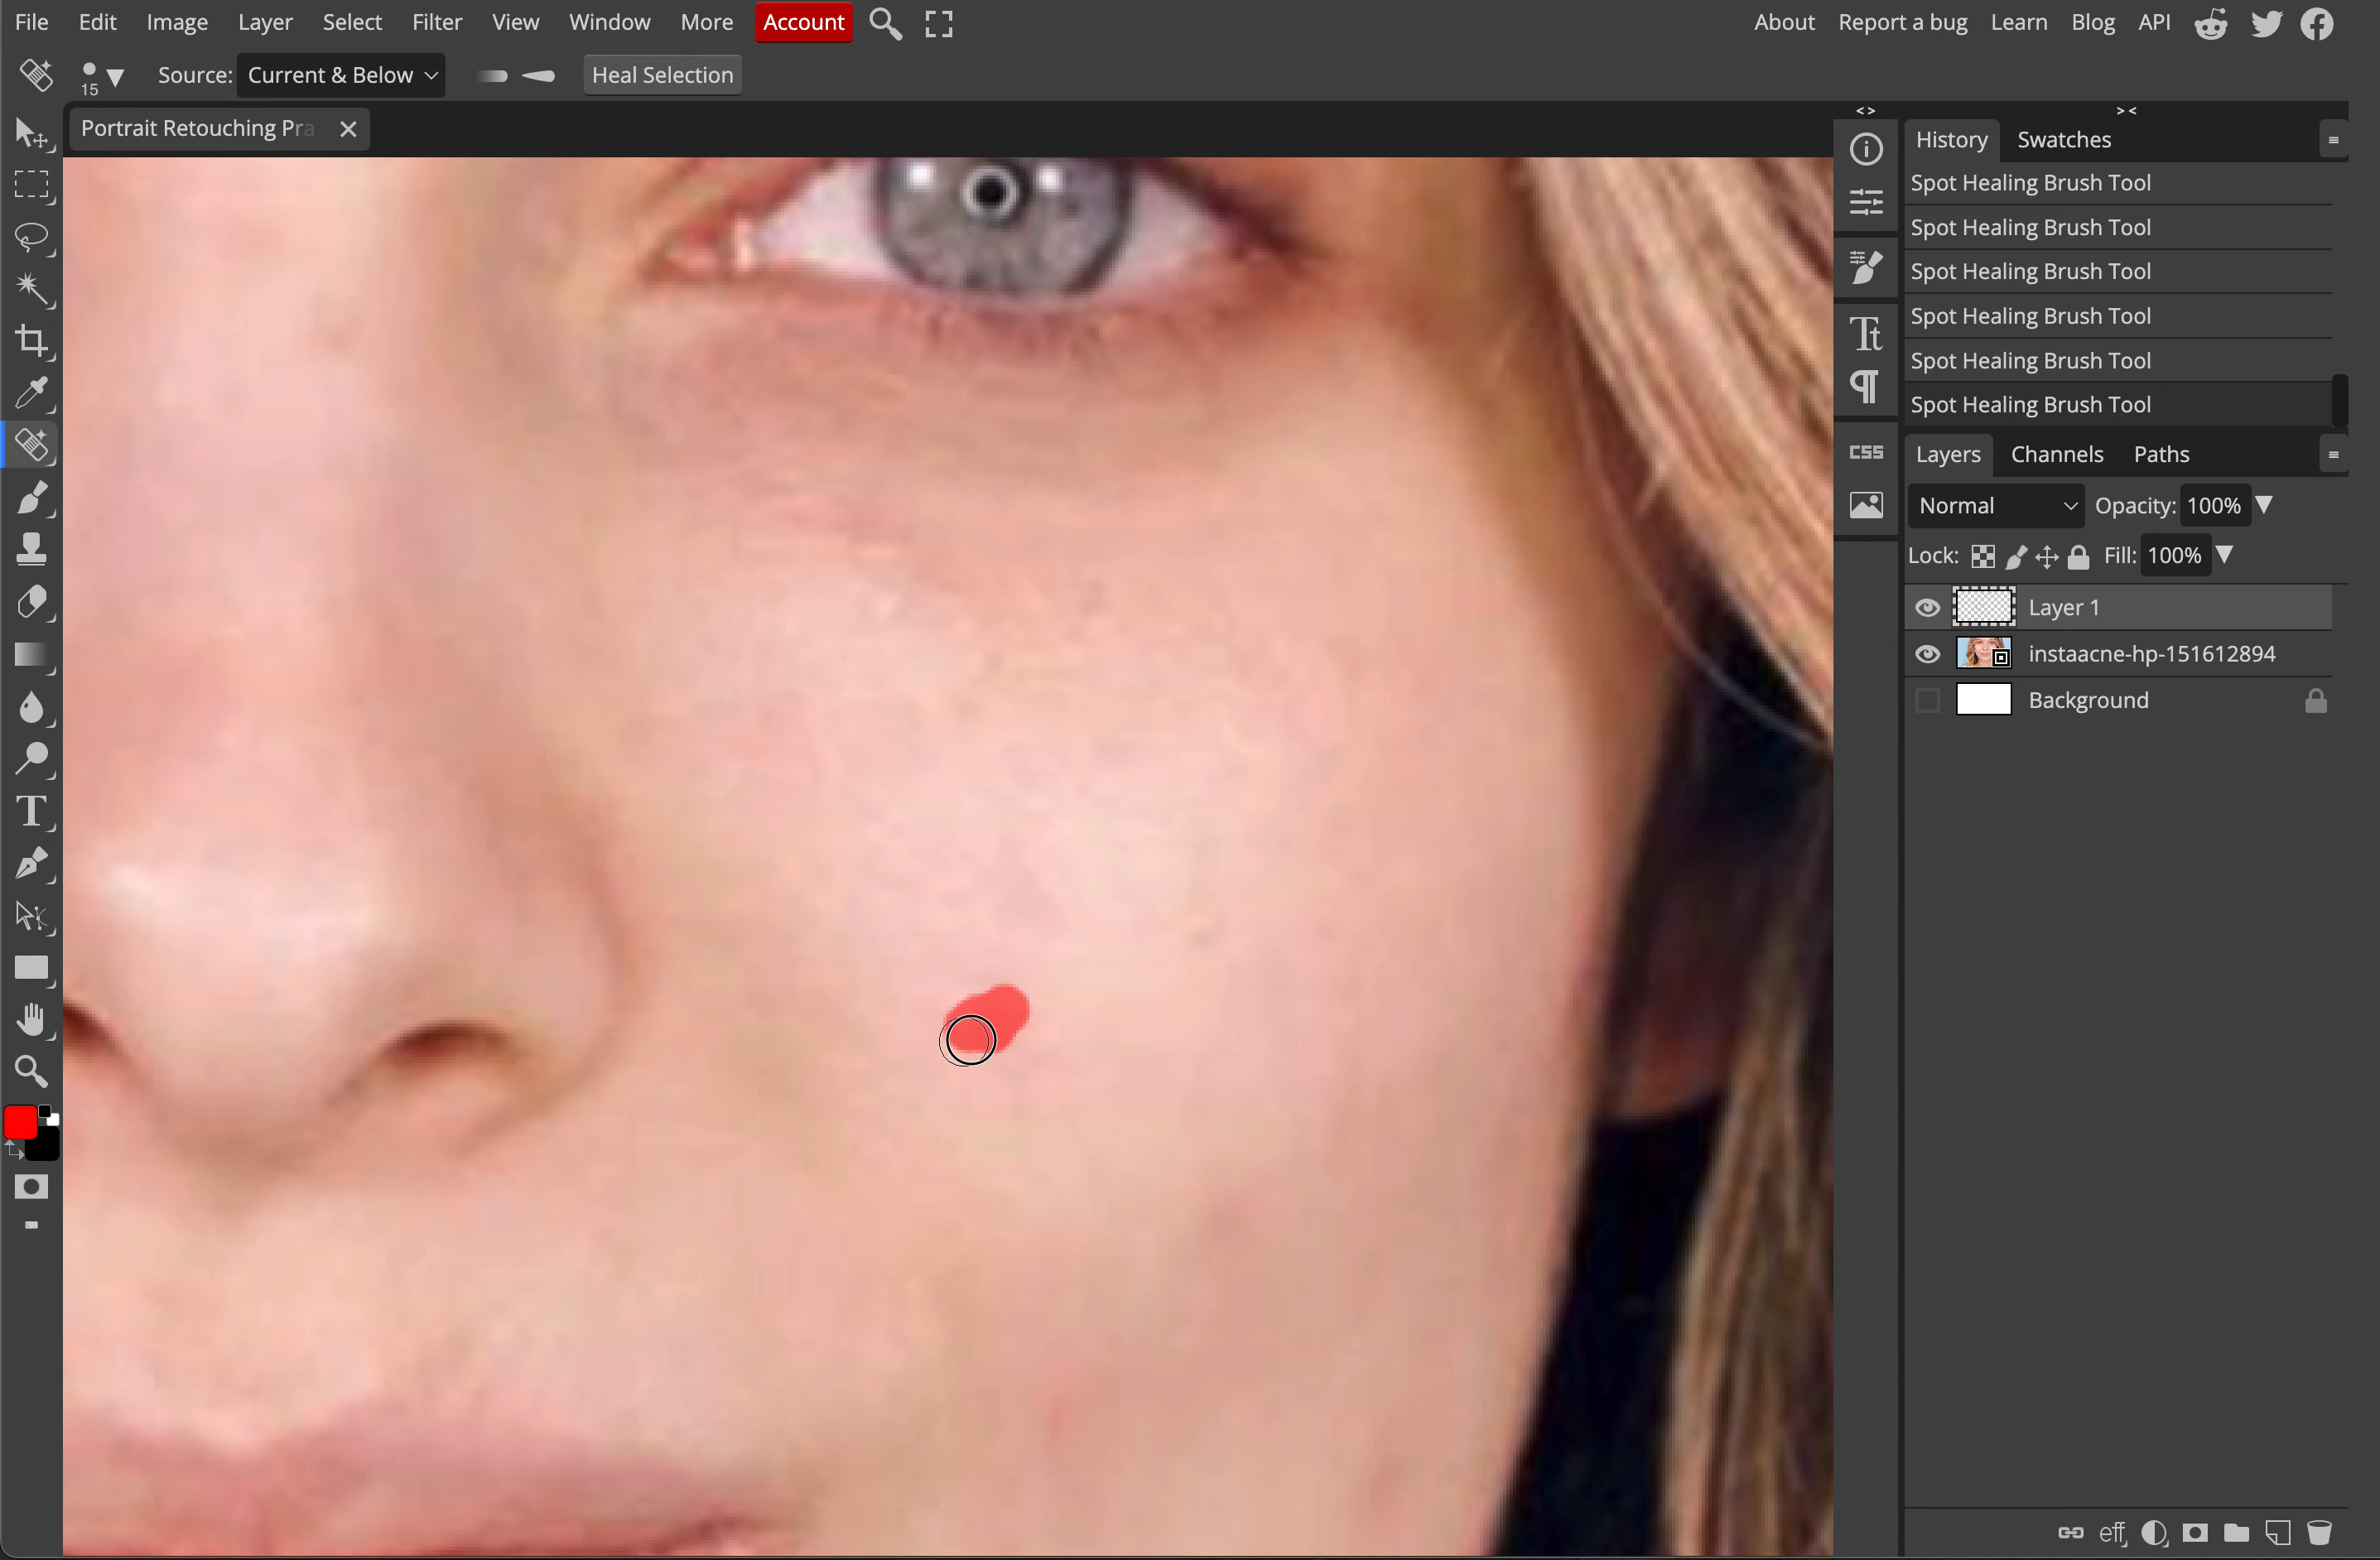 File Edit Image Layer Select Filter View Window More Account About Report a bug Learn Blog API
15 Source: Current & Below Heal Selection
Portrait Retouching Pra
History Swatches
Spot Healing Brush Tool
Spot Healing Brush Tool
Spot Healing Brush Tool
Spot Healing Brush Tool
Spot Healing Brush Tool
Spot Healing Brush Tool
CSS
Layers Channels Paths
Normal Opacity: 100%
Lock: Fill: 100%
Layer 1
instaacne-hp-151612894
Background
eff